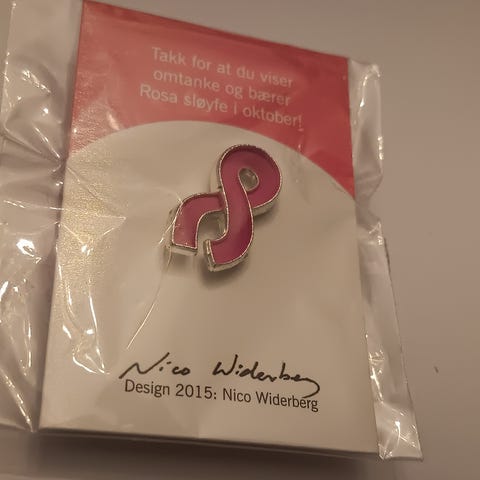 Takk for at du viser
omtanke og bærer
Rosa sløyfe i oktober!
Nico Widerberg
Design 2015: Nico Widerberg